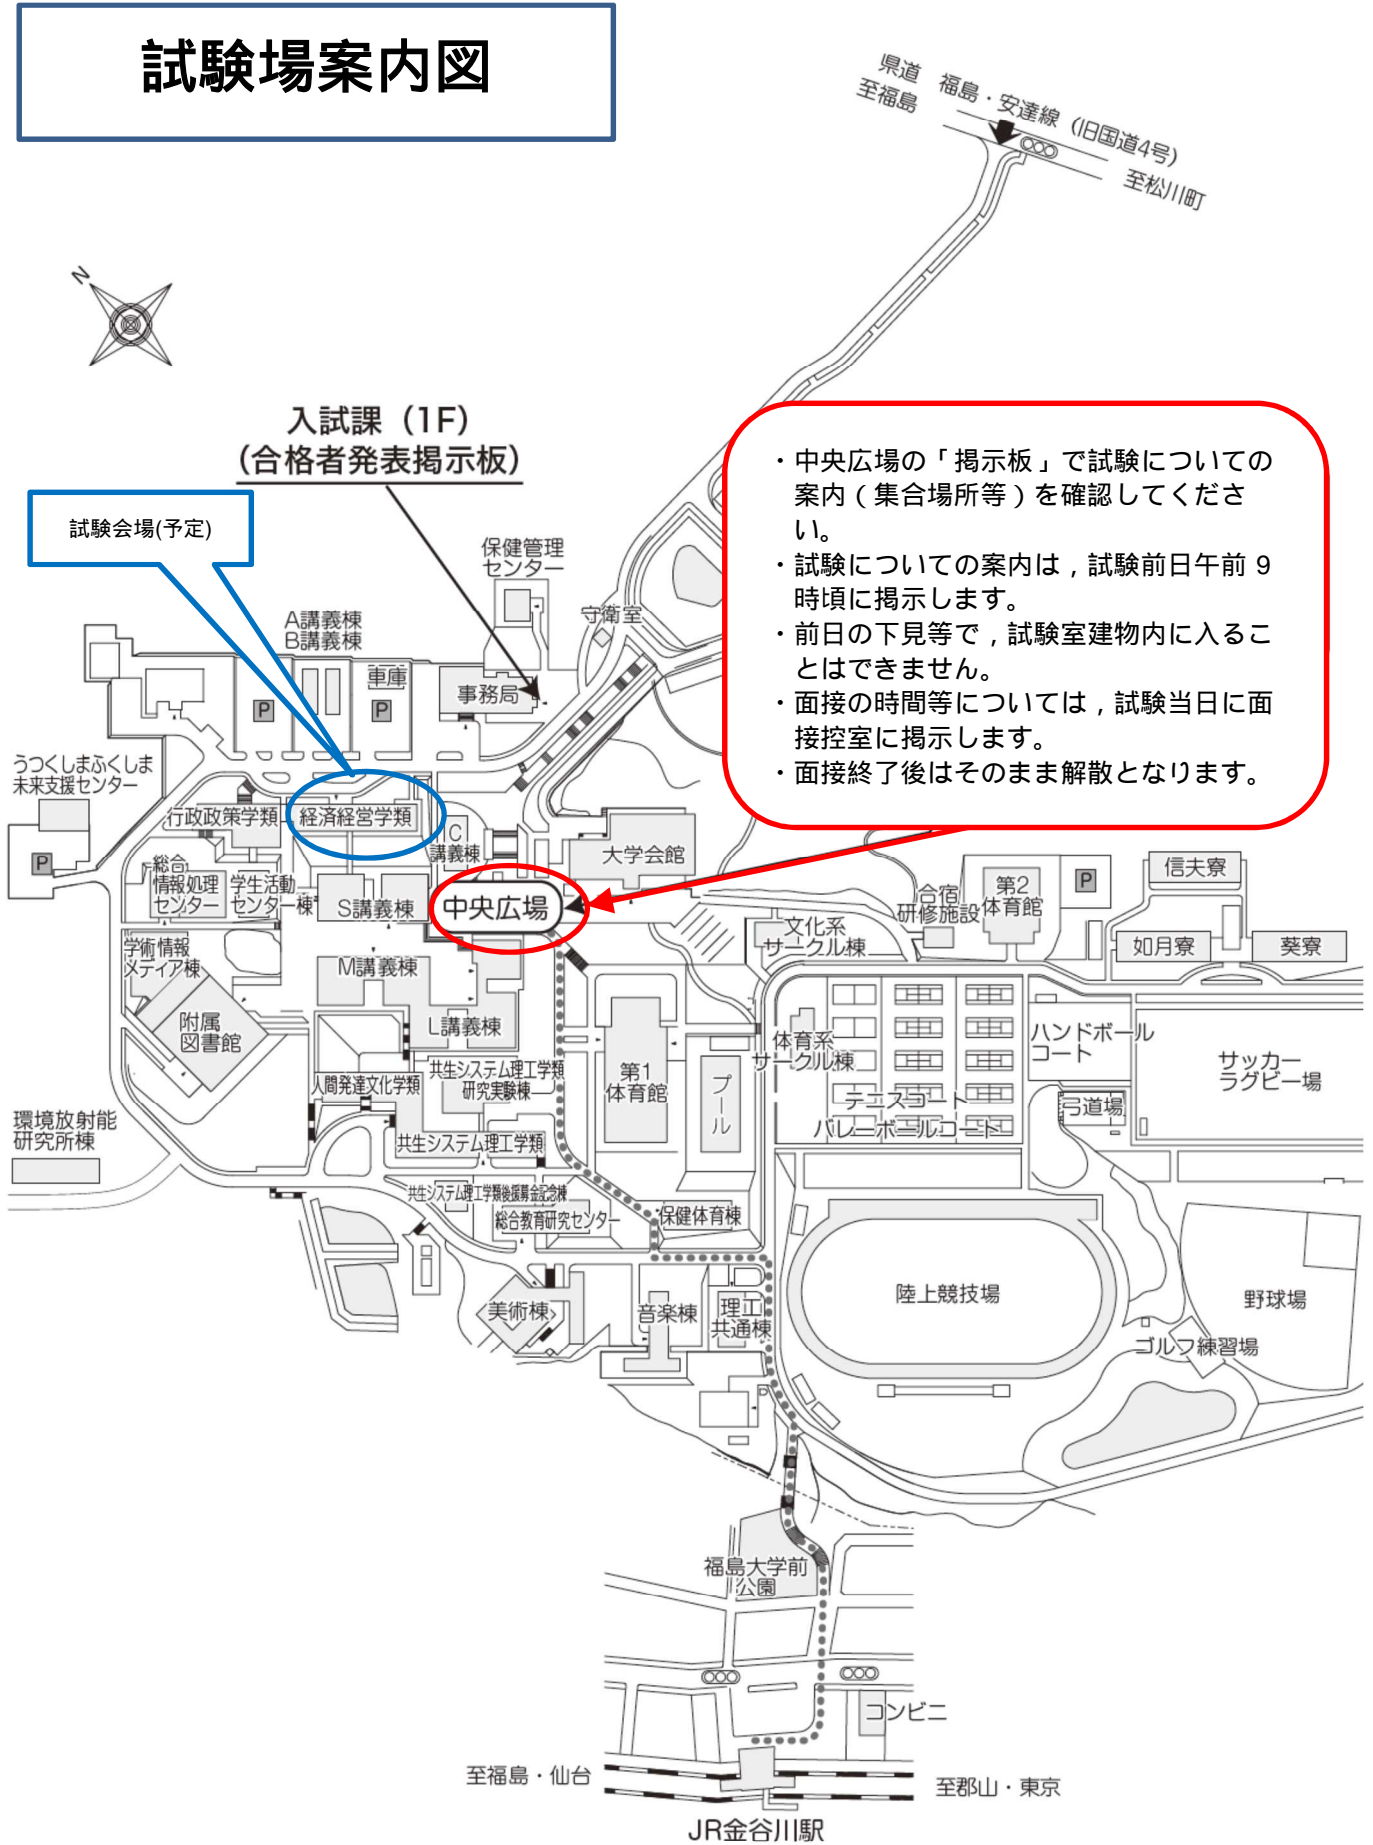 試験場案内図
県道 福島・安達線（旧国道4号）
至福島
至松川町
N
入試課（1F）
（合格者発表掲示板）
試験会場(予定)
・中央広場の「掲示板」で試験についての
案内（集合場所等）を確認してくださ
い。
・試験についての案内は，試験前日午前９
時頃に掲示します。
・前日の下見等で，試験室建物内に入るこ
とはできません。
・面接の時間等については，試験当日に面
接控室に掲示します。
・面接終了後はそのまま解散となります。
保健管理
センター
守衛室
A講義棟
B講義棟
車庫
事務局
P
P
うつくしまふくしま
未来支援センター
P
行政政策学類
経済経営学類
C
講義棟
大学会館
総合
情報処理
センター
学生活動
センター棟
S講義棟
中央広場
文化系
サークル棟
合宿
研修施設
第2
体育館
P
信夫寮
如月寮
葵寮
学術情報
メディア棟
M講義棟
附属
図書館
L講義棟
体育系
サークル棟
ハンドボール
コート
サッカー
ラグビー場
人間発達文化学類
共生システム理工学類
研究実験棟
第1
体育館
プール
テニスコート
バレーボールコート
弓道場
環境放射能
研究所棟
共生システム理工学類
共生システム理工学類後援募金記念棟
総合教育研究センター
保健体育棟
美術棟
音楽棟
理工
共通棟
陸上競技場
野球場
ゴルフ練習場
福島大学前
公園
コンビニ
至福島・仙台
至郡山・東京
JR金谷川駅